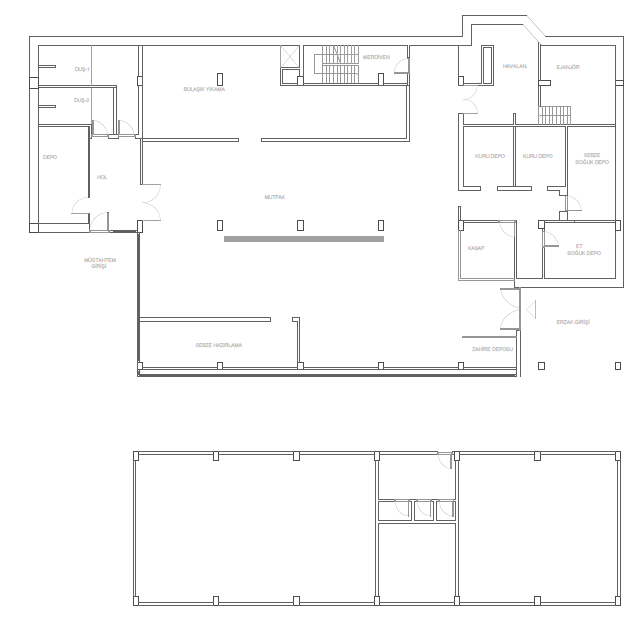 MERDİVEN
HAVALAN.
EJANJÖR
DUŞ-1
BULAŞIK YIKAMA
DUŞ-2
DEPO
KURU DEPO
KURU DEPO
SEBZE
SOĞUK DEPO
HOL
MUTFAK
KASAP
ET
SOĞUK DEPO
MÜSTAHTEM
GİRİŞİ
ERZAK GİRİŞİ
SEBZE HAZIRLAMA
ZAHİRE DEPOSU